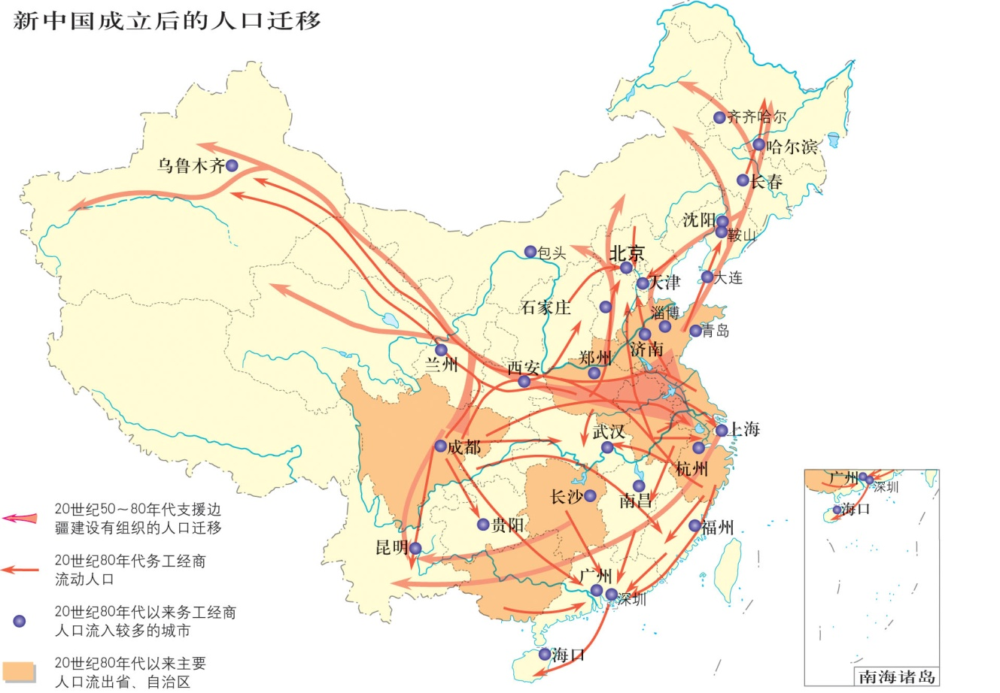 新中国成立后的人口迁移
齐齐哈尔
哈尔滨
乌鲁木齐
长春
沈阳
鞍山
包头
北京
大连
天津
石家庄
淄博
青岛
济南
郑州
兰州
西安
上海
武汉
成都
杭州
长沙
南昌
贵阳
福州
昆明
广州
深圳
海口
20世纪50～80年代支援边
疆建设有组织的人口迁移
20世纪80年代务工经商
流动人口
20世纪80年代以来务工经商
人口流入较多的城市
20世纪80年代以来主要
人口流出省、自治区
广州
深圳
海口
南海诸岛